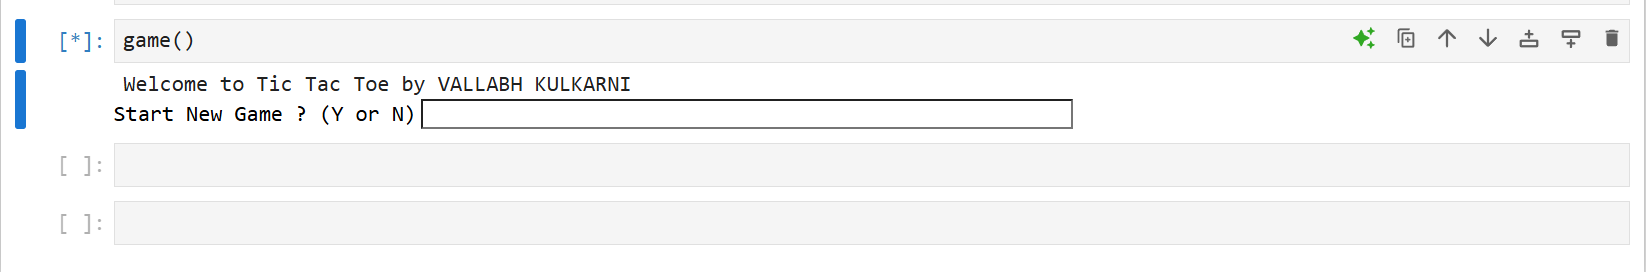 [*]: game()
Welcome to Tic Tac Toe by VALLABH KULKARNI
Start New Game ? (Y or N)
[ ]:
[ ]: